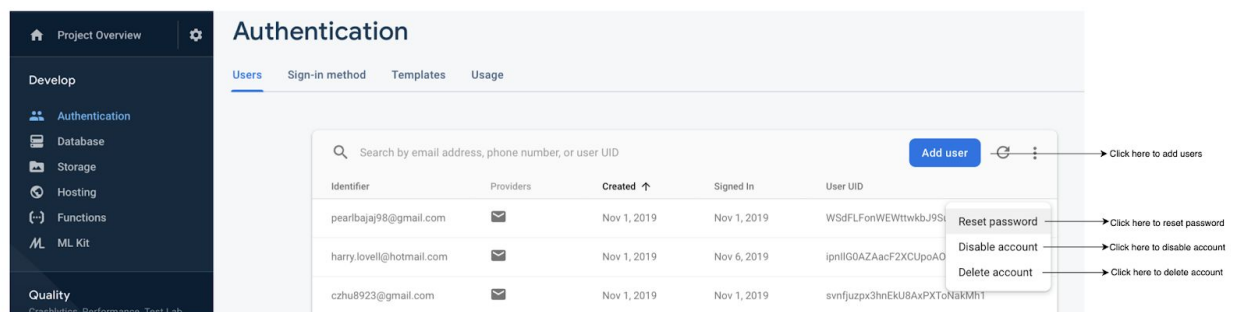 Project Overview
Authentication
Develop
Users Sign-in method Templates Usage
Authentication
Database
Storage
Hosting
Functions
ML Kit
Quality
Crashlytics, Performance, Test Lab
Search by email address, phone number, or user UID
Add user
Click here to add users
Identifier Providers Created Signed In User UID
pearlbajaj98@gmail.com Nov 1, 2019 Nov 1, 2019
Reset password
Click here to reset password
harry.lovell@hotmail.com Nov 1, 2019 Nov 6, 2019
Disable account
Click here to disable account
Delete account
Click here to delete account
czhu8923@gmail.com Nov 1, 2019 Nov 1, 2019 svnfjuzpx3hnEkU8AxPXToNakMh1